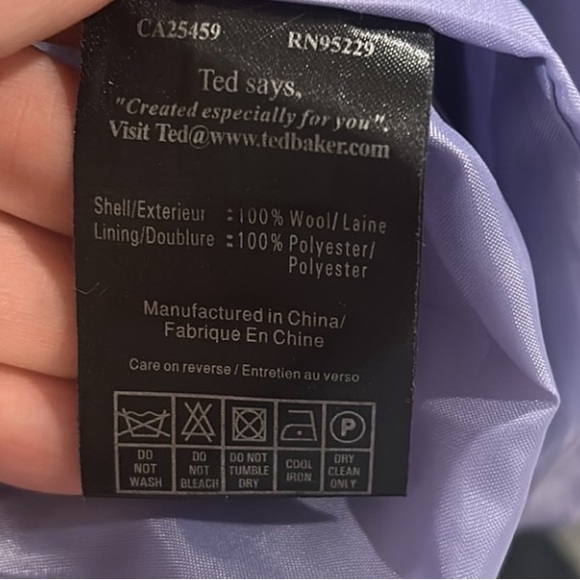 CA25459 RN95229
Ted says,
"Created especially for you".
Visit Ted@www.tedbaker.com
Shell/Exterieur : 100% Wool/Laine
Lining/Doublure : 100% Polyester/
Polyester
Manufactured in China/
Fabrique En Chine
Care on reverse / Entretien au verso
P
DO NOT WASH
DO NOT BLEACH
DO NOT TUMBLE DRY
COOL IRON
DRY CLEAN ONLY